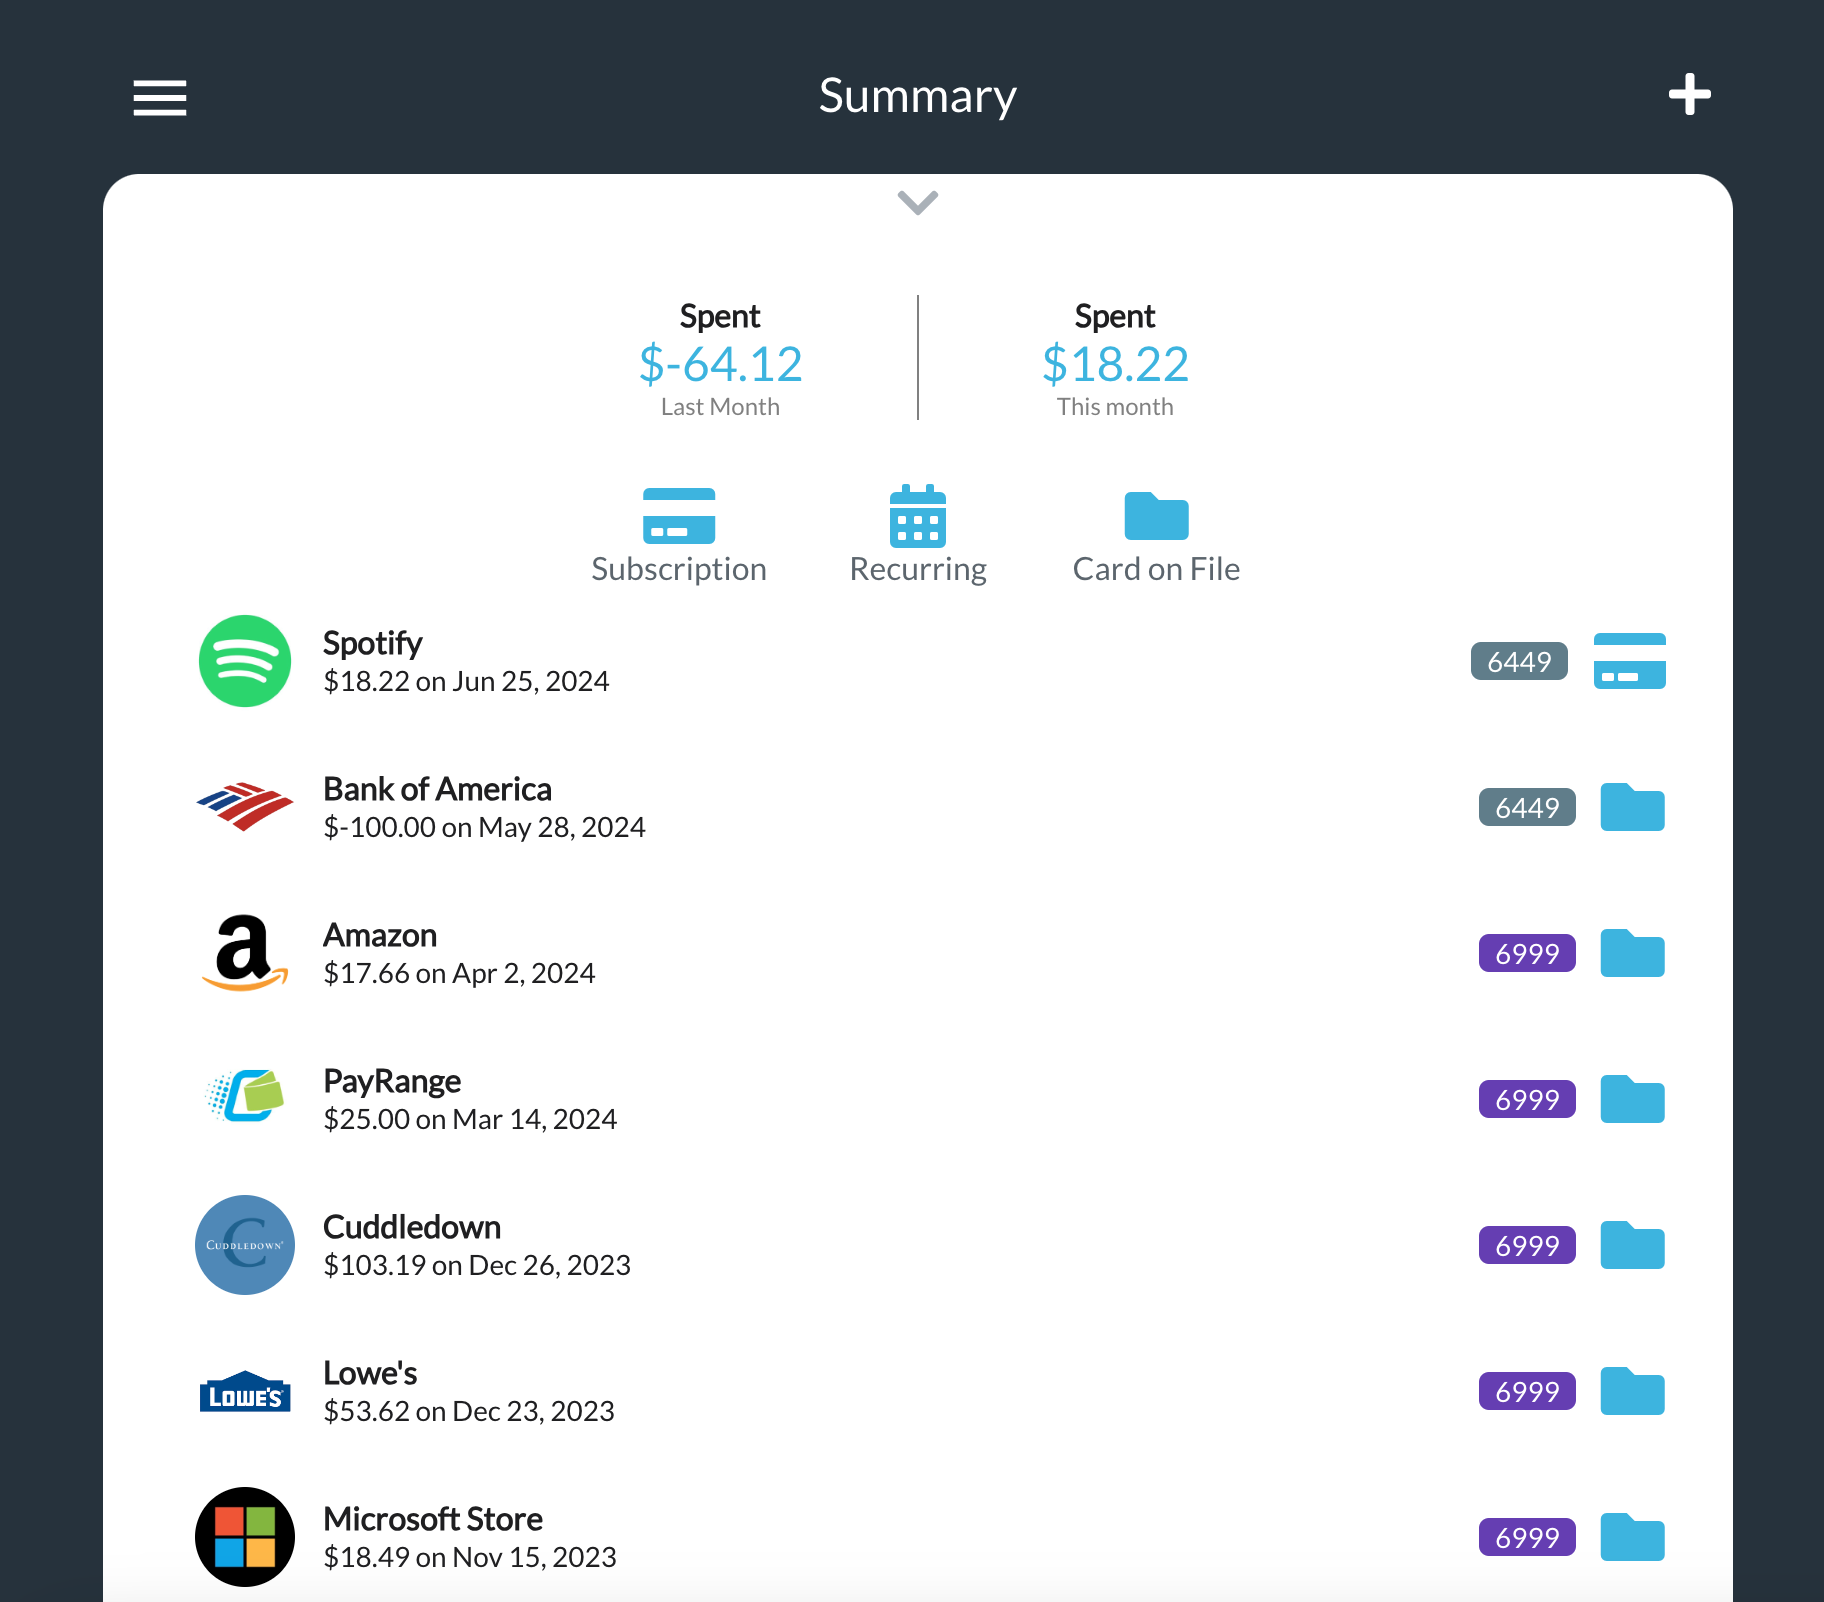 Summary
Spent
$-64.12
Last Month
Spent
$18.22
This month
Subscription
Recurring
Card on File
Spotify
$18.22 on Jun 25, 2024
6449
Bank of America
$-100.00 on May 28, 2024
6449
a
Amazon
$17.66 on Apr 2, 2024
6999
PayRange
$25.00 on Mar 14, 2024
6999
C
CUDDLEDOWN
Cuddledown
$103.19 on Dec 26, 2023
6999
LOWE'S
Lowe's
$53.62 on Dec 23, 2023
6999
Microsoft Store
$18.49 on Nov 15, 2023
6999